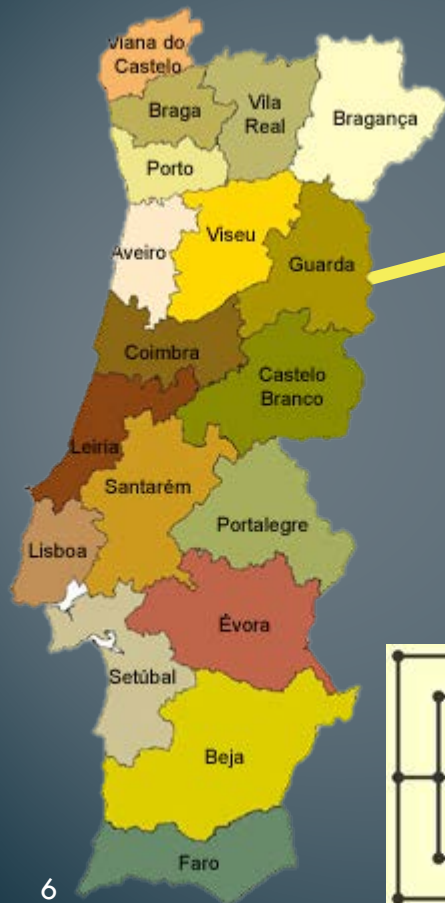 Viana do
Castelo
Braga
Vila
Real
Bragança
Porto
Aveiro
Viseu
Guarda
Coimbra
Castelo
Branco
Leiria
Santarém
Portalegre
Lisboa
Évora
Setúbal
Beja
Faro
6